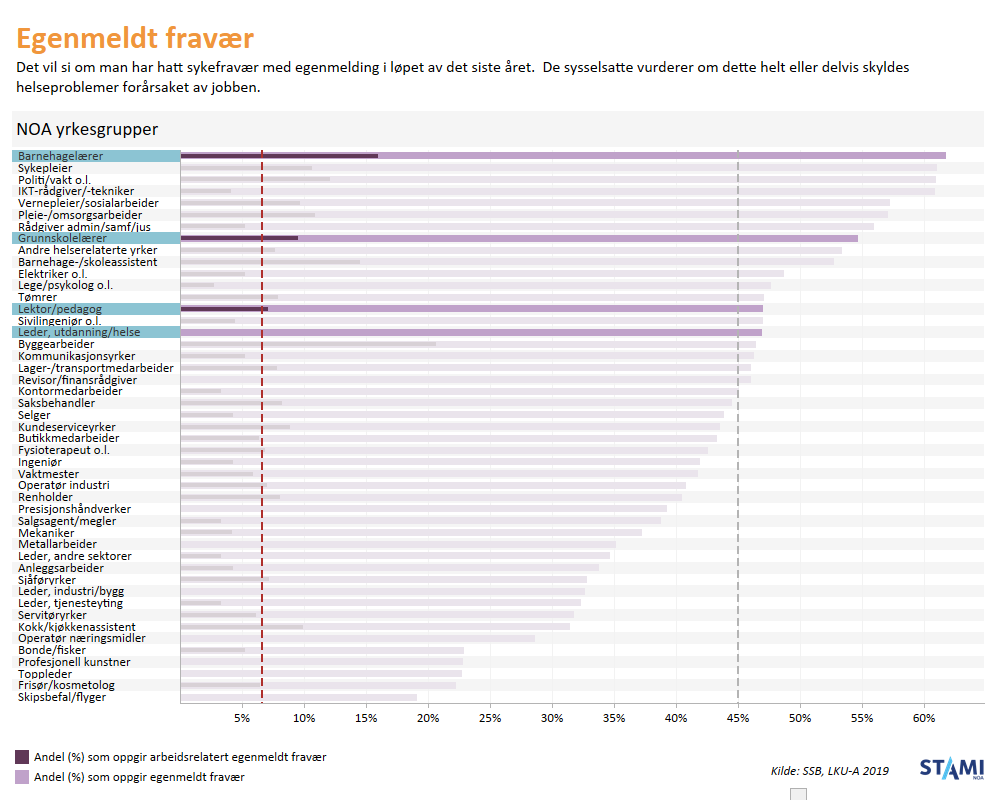 Egenmeldt fravær
Det vil si om man har hatt sykefravær med egenmelding i løpet av det siste året. De sysselsatte vurderer om dette helt eller delvis skyldes
helseproblemer forårsaket av jobben.
NOA yrkesgrupper
Barnehagelærer
Sykepleier
Politi/vakt o.l.
IKT-rådgiver/-tekniker
Vernepleier/sosialarbeider
Pleie-/omsorgsarbeider
Rådgiver admin/samf/jus
Grunnskolelærer
Andre helserelaterte yrker
Barnehage-/skoleassistent
Elektriker o.l.
Lege/psykolog o.l.
Tømrer
Lektor/pedagog
Sivilingeniør o.l.
Leder, utdanning/helse
Byggearbeider
Kommunikasjonsyrker
Lager-/transportmedarbeider
Revisor/finansrådgiver
Kontormedarbeider
Saksbehandler
Selger
Kundeserviceyrker
Butikkmedarbeider
Fysioterapeut o.l.
Ingeniør
Vaktmester
Operatør industri
Renholder
Presisjonshåndverker
Salgsagent/megler
Mekaniker
Metallarbeider
Leder, andre sektorer
Anleggsarbeider
Sjåføryrker
Leder, industri/bygg
Leder, tjenesteyting
Servitøryrker
Kokk/kjøkkenassistent
Operatør næringsmidler
Bonde/fisker
Profesjonell kunstner
Toppleder
Frisør/kosmetolog
Skipsbefal/flyger
5% 10% 15% 20% 25% 30% 35% 40% 45% 50% 55% 60%
Andel (%) som oppgir arbeidsrelatert egenmeldt fravær
Andel (%) som oppgir egenmeldt fravær
Kilde: SSB, LKU-A 2019
STAMI
NOA